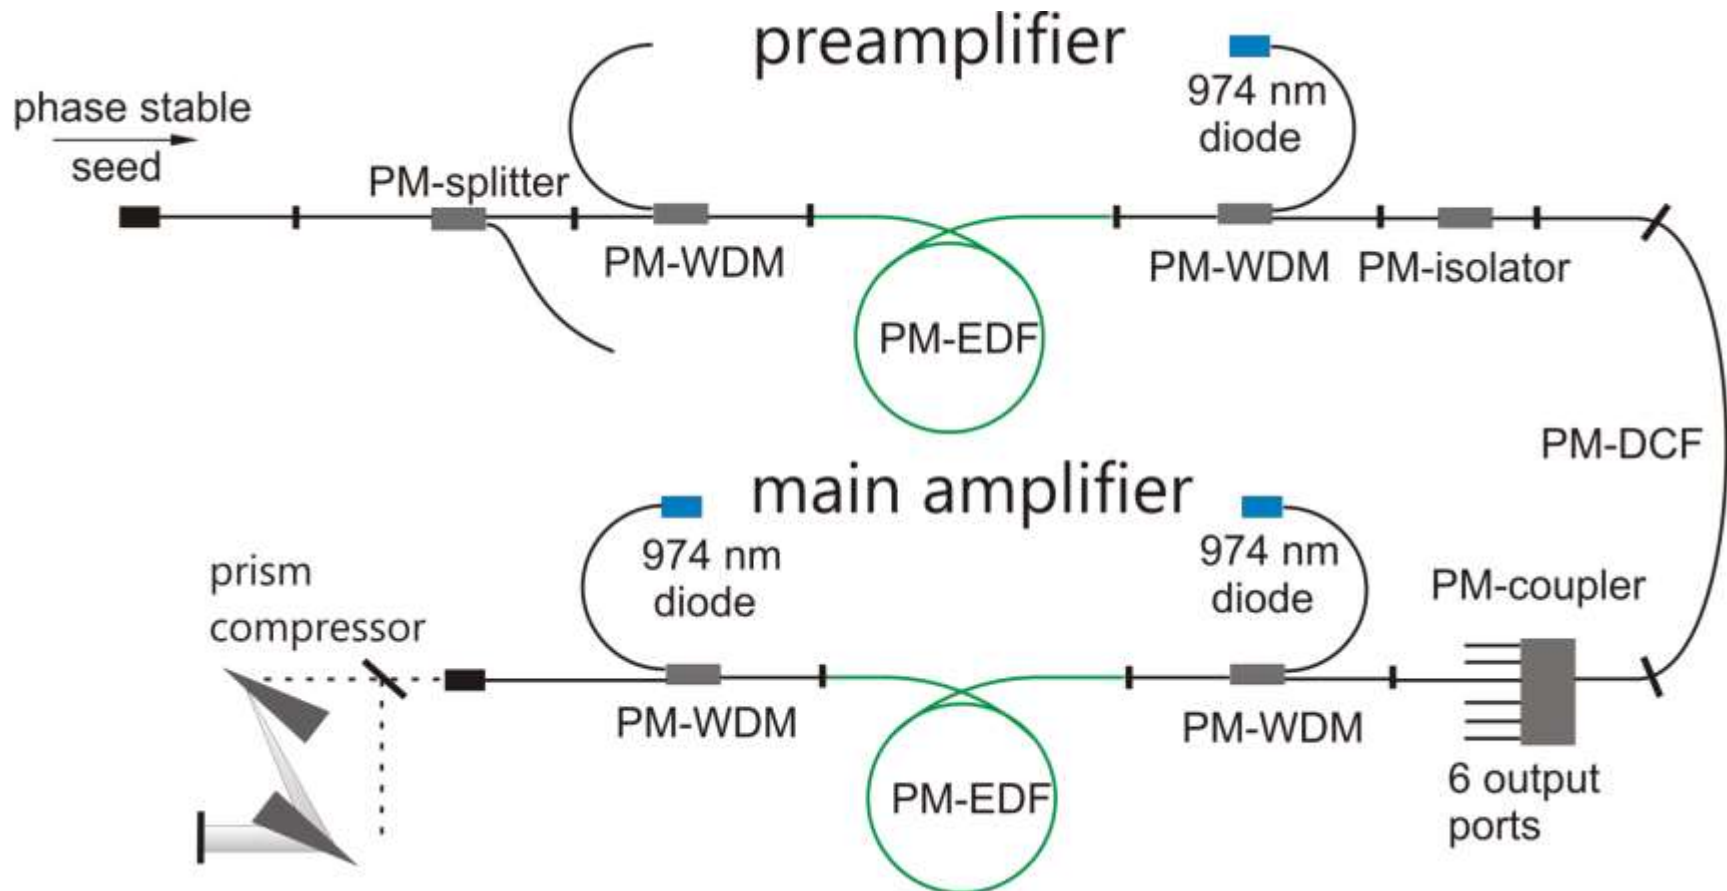 preamplifier
974 nm
diode
phase stable
seed
PM-splitter
PM-WDM
PM-WDM
PM-isolator
PM-EDF
PM-DCF
main amplifier
974 nm
diode
974 nm
diode
prism
compressor
PM-coupler
PM-WDM
PM-WDM
PM-EDF
6 output
ports